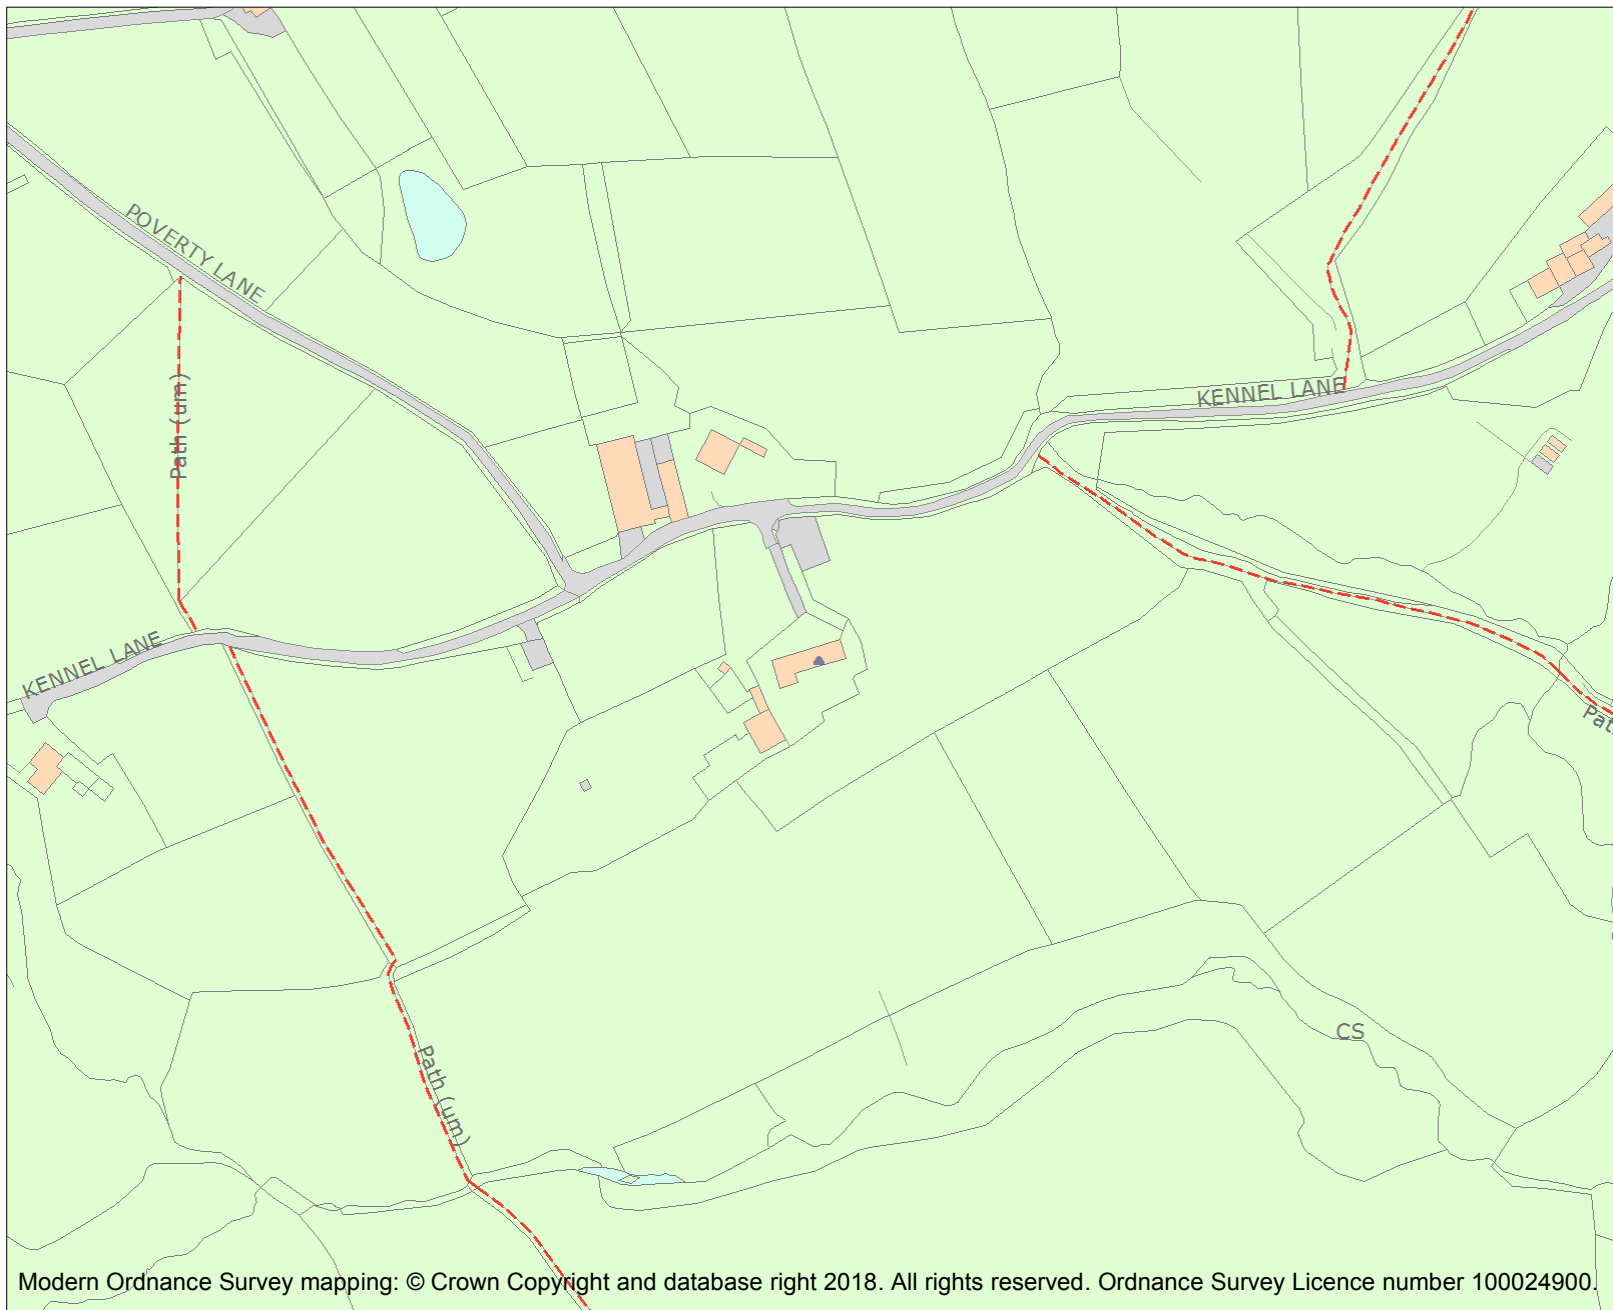 POVERTY LANE
Path (um)
KENNEL LANE
KENNEL LANE
Pat
CS
Path (um)
Modern Ordnance Survey mapping: © Crown Copyright and database right 2018. All rights reserved. Ordnance Survey Licence number 100024900.